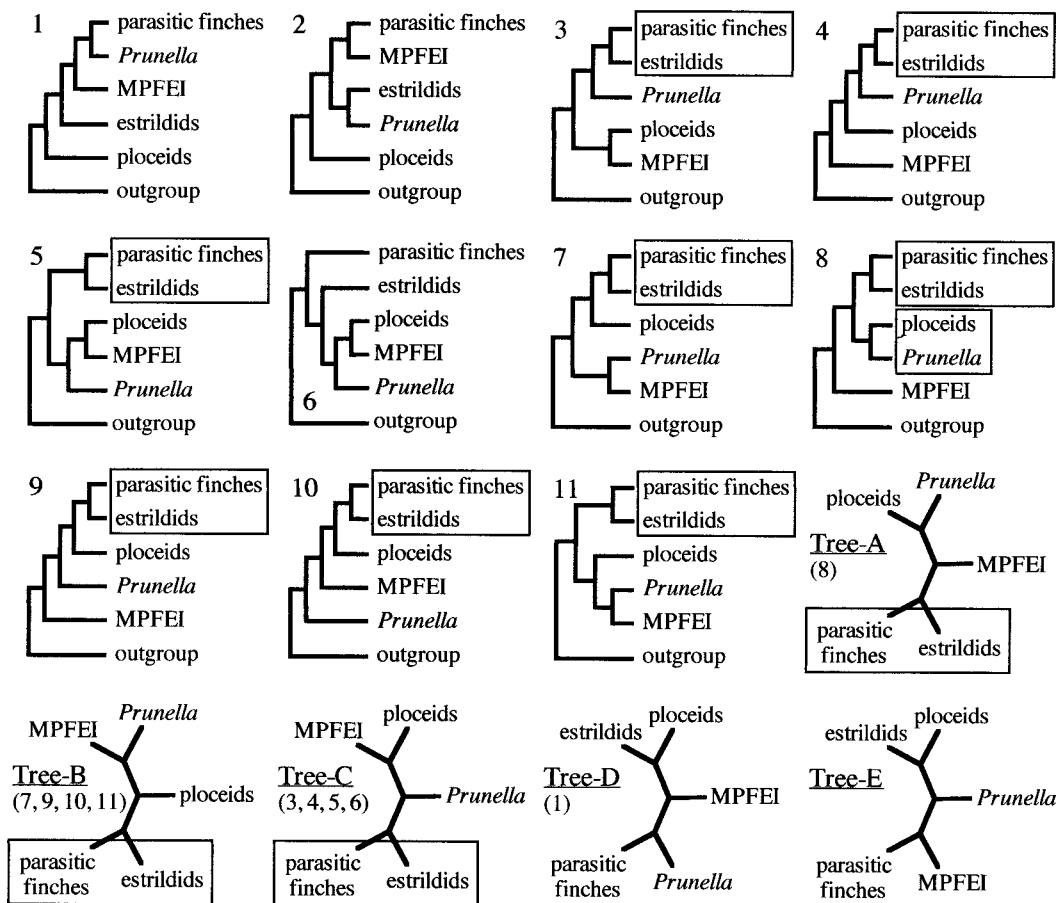 1
parasitic finches
Prunella
MPFEI
estrildids
ploceids
outgroup
2
parasitic finches
MPFEI
estrildids
Prunella
ploceids
outgroup
3
parasitic finches
estrildids
Prunella
ploceids
MPFEI
outgroup
4
parasitic finches
estrildids
Prunella
ploceids
MPFEI
outgroup
5
parasitic finches
estrildids
ploceids
MPFEI
Prunella
outgroup
6
parasitic finches
estrildids
ploceids
MPFEI
Prunella
outgroup
7
parasitic finches
estrildids
ploceids
Prunella
MPFEI
outgroup
8
parasitic finches
estrildids
ploceids
Prunella
MPFEI
outgroup
9
parasitic finches
estrildids
ploceids
Prunella
MPFEI
outgroup
10
parasitic finches
estrildids
ploceids
MPFEI
Prunella
outgroup
11
parasitic finches
estrildids
ploceids
Prunella
MPFEI
outgroup
Prunella
ploceids
Tree-A
(8)
MPFEI
parasitic
finches
estrildids
Prunella
MPFEI
Tree-B
(7, 9, 10, 11)
ploceids
parasitic
finches
estrildids
ploceids
MPFEI
Tree-C
(3, 4, 5, 6)
Prunella
parasitic
finches
estrildids
ploceids
estrildids
Tree-D
(1)
MPFEI
parasitic
finches
Prunella
ploceids
estrildids
Tree-E
Prunella
parasitic
finches
MPFEI